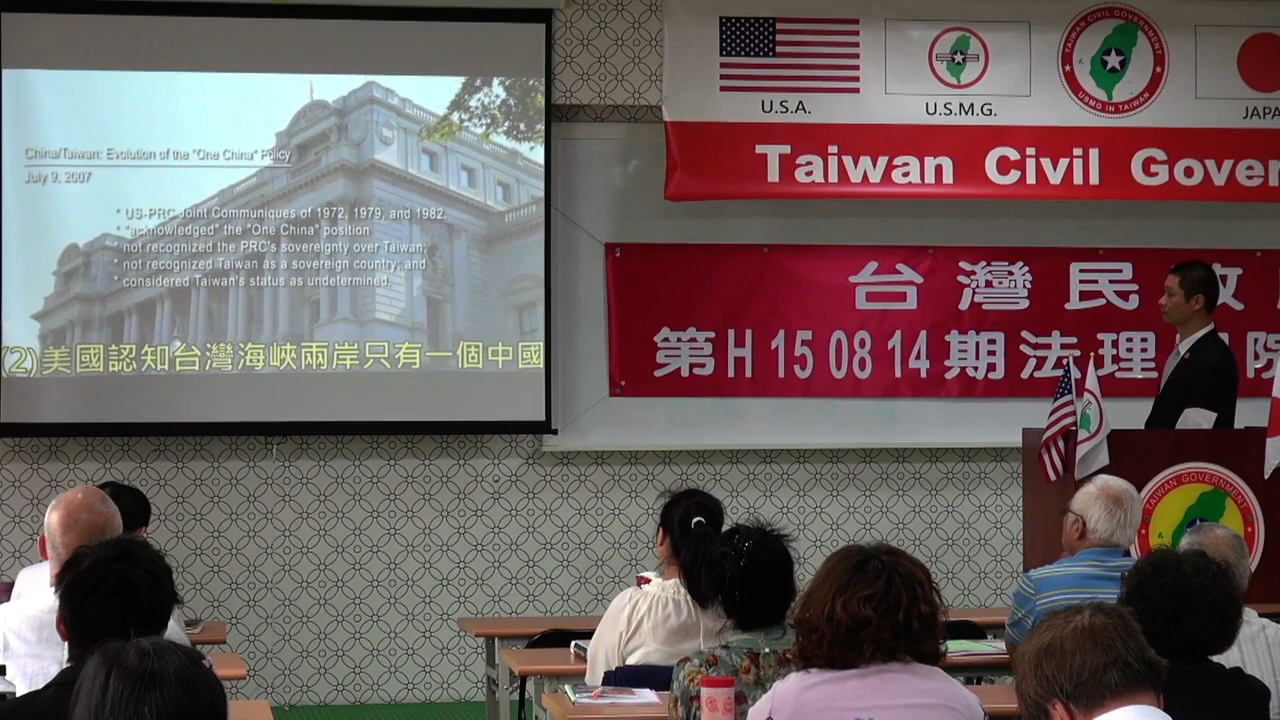 China/Taiwan: Evolution of the "One China" Policy
July 9, 2007
* US-PRC Joint Communiques of 1972, 1979, and 1982.
* "acknowledged" the "One China" position
* not recognized the PRC's sovereignty over Taiwan;
* not recognized Taiwan as a sovereign country; and
considered Taiwan's status as undetermined.
(2)美國認知台灣海峽兩岸只有一個中國
U.S.A.
U.S.M.G.
TAIWAN CIVIL GOVERNMENT
USMG IN TAIWAN
JAPA
Taiwan Civil Gover
台灣民政
第H 15 08 14期法理
院
TAIWAN GOVERNMENT